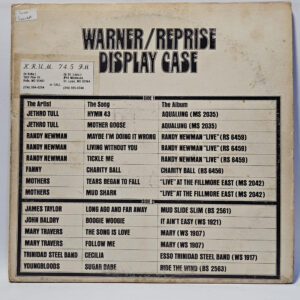 WARNER/REPRISE
DISPLAY CASE
KRUM 74.5 FM
SIDE 1
The Artist The Song The Album
JETHRO TULL HYMN 43 AQUALUNG (MS 2035)
JETHRO TULL MOTHER GOOSE AQUALUNG (MS 2035)
RANDY NEWMAN MAYBE I'M DOING IT WRONG RANDY NEWMAN "LIVE" (RS 6459)
RANDY NEWMAN LIVING WITHOUT YOU RANDY NEWMAN "LIVE" (RS 6459)
RANDY NEWMAN TICKLE ME RANDY NEWMAN "LIVE" (RS 6459)
FANNY CHARITY BALL CHARITY BALL (RS 6456)
MOTHERS TEARS BEGAN TO FALL "LIVE" AT THE FILLMORE EAST (MS 2042)
MOTHERS MUD SHARK "LIVE" AT THE FILLMORE EAST (MS 2042)
SIDE 2
JAMES TAYLOR LONG AGO AND FAR AWAY MUD SLIDE SLIM (BS 2561)
JOHN BALDRY BOOGIE WOOGIE IT AIN'T EASY (WS 1921)
MARY TRAVERS THE SONG IS LOVE MARY (WS 1907)
MARY TRAVERS FOLLOW ME MARY (WS 1907)
TRINIDAD STEEL BAND CECILIA ESSO TRINIDAD STEEL BAND (WS 1917)
YOUNGBLOODS SUGAR BABE RIDE THE WIND (BS 2563)